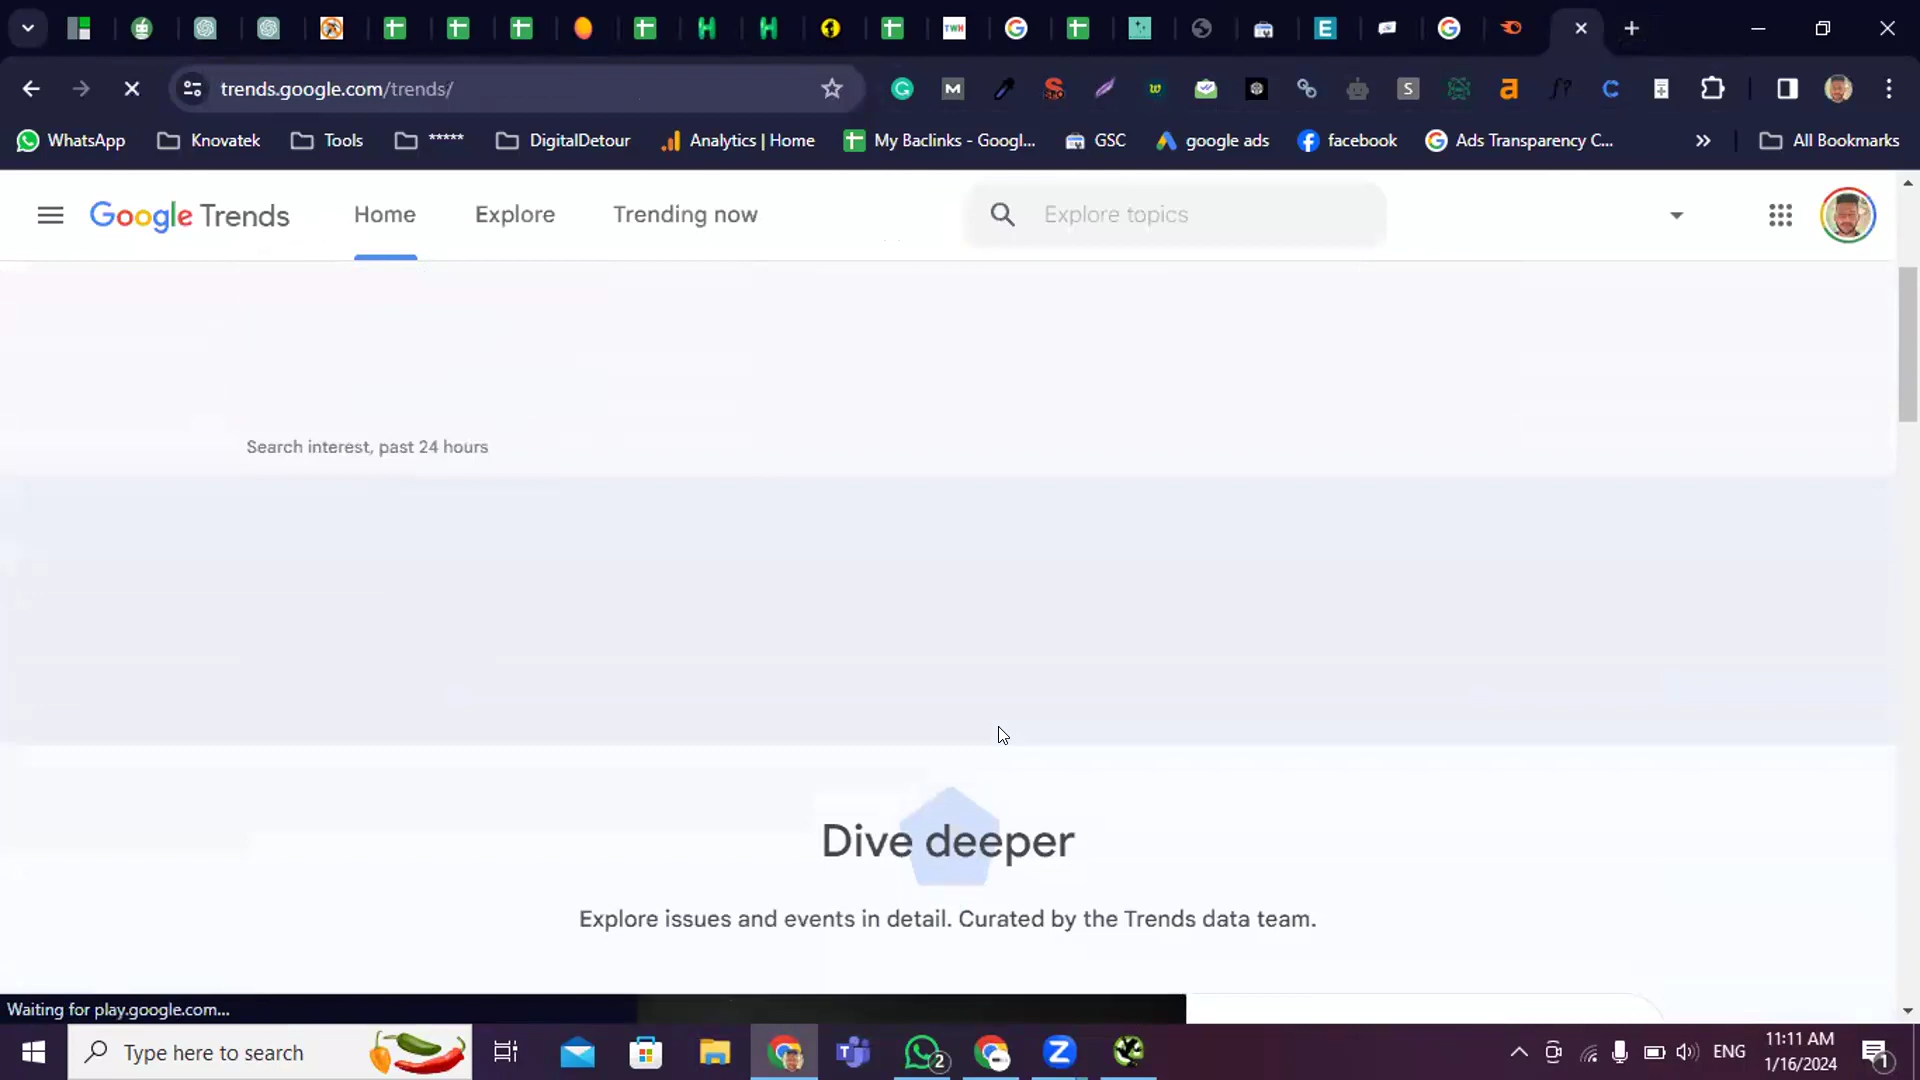 trends.google.com/trends/
WhatsApp
Knovatek
Tools
*****
DigitalDetour
Analytics | Home
My Baclinks - Googl...
GSC
google ads
facebook
Ads Transparency C...
»
All Bookmarks
Google Trends
Home
Explore
Trending now
Explore topics
Search interest, past 24 hours
Dive deeper
Explore issues and events in detail. Curated by the Trends data team.
Waiting for play.google.com...
Type here to search
2
ENG
11:11 AM
1/16/2024
1